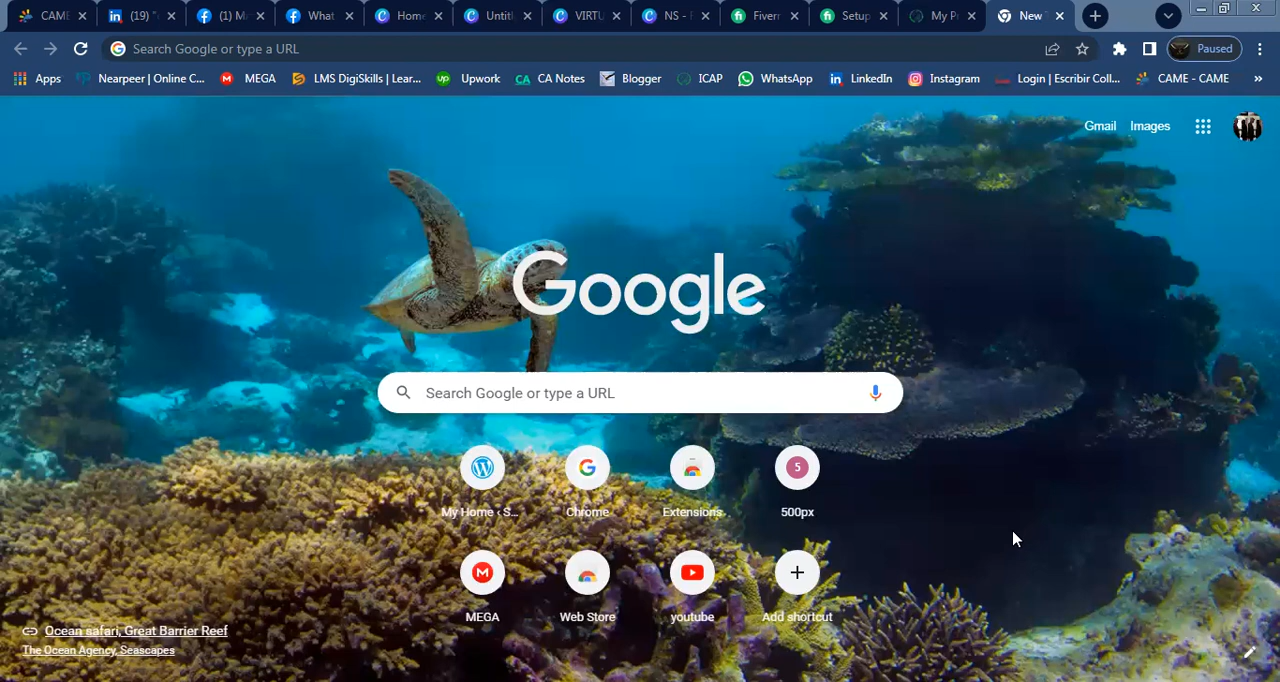 CAME
(19) "
(1) M
What
Home
Untitl
VIRTU
NS - F
Fiverr
Setup
My P
New
Search Google or type a URL
Paused
Apps
Nearpeer | Online C...
MEGA
LMS DigiSkills | Lear...
Upwork
CA Notes
Blogger
ICAP
WhatsApp
LinkedIn
Instagram
Login | Escribir Coll...
CAME - CAME
»
Gmail
Images
Google
Search Google or type a URL
My Home ‹ S...
Chrome
Extensions
5
500px
MEGA
Web Store
youtube
Add shortcut
Ocean safari, Great Barrier Reef
The Ocean Agency, Seascapes